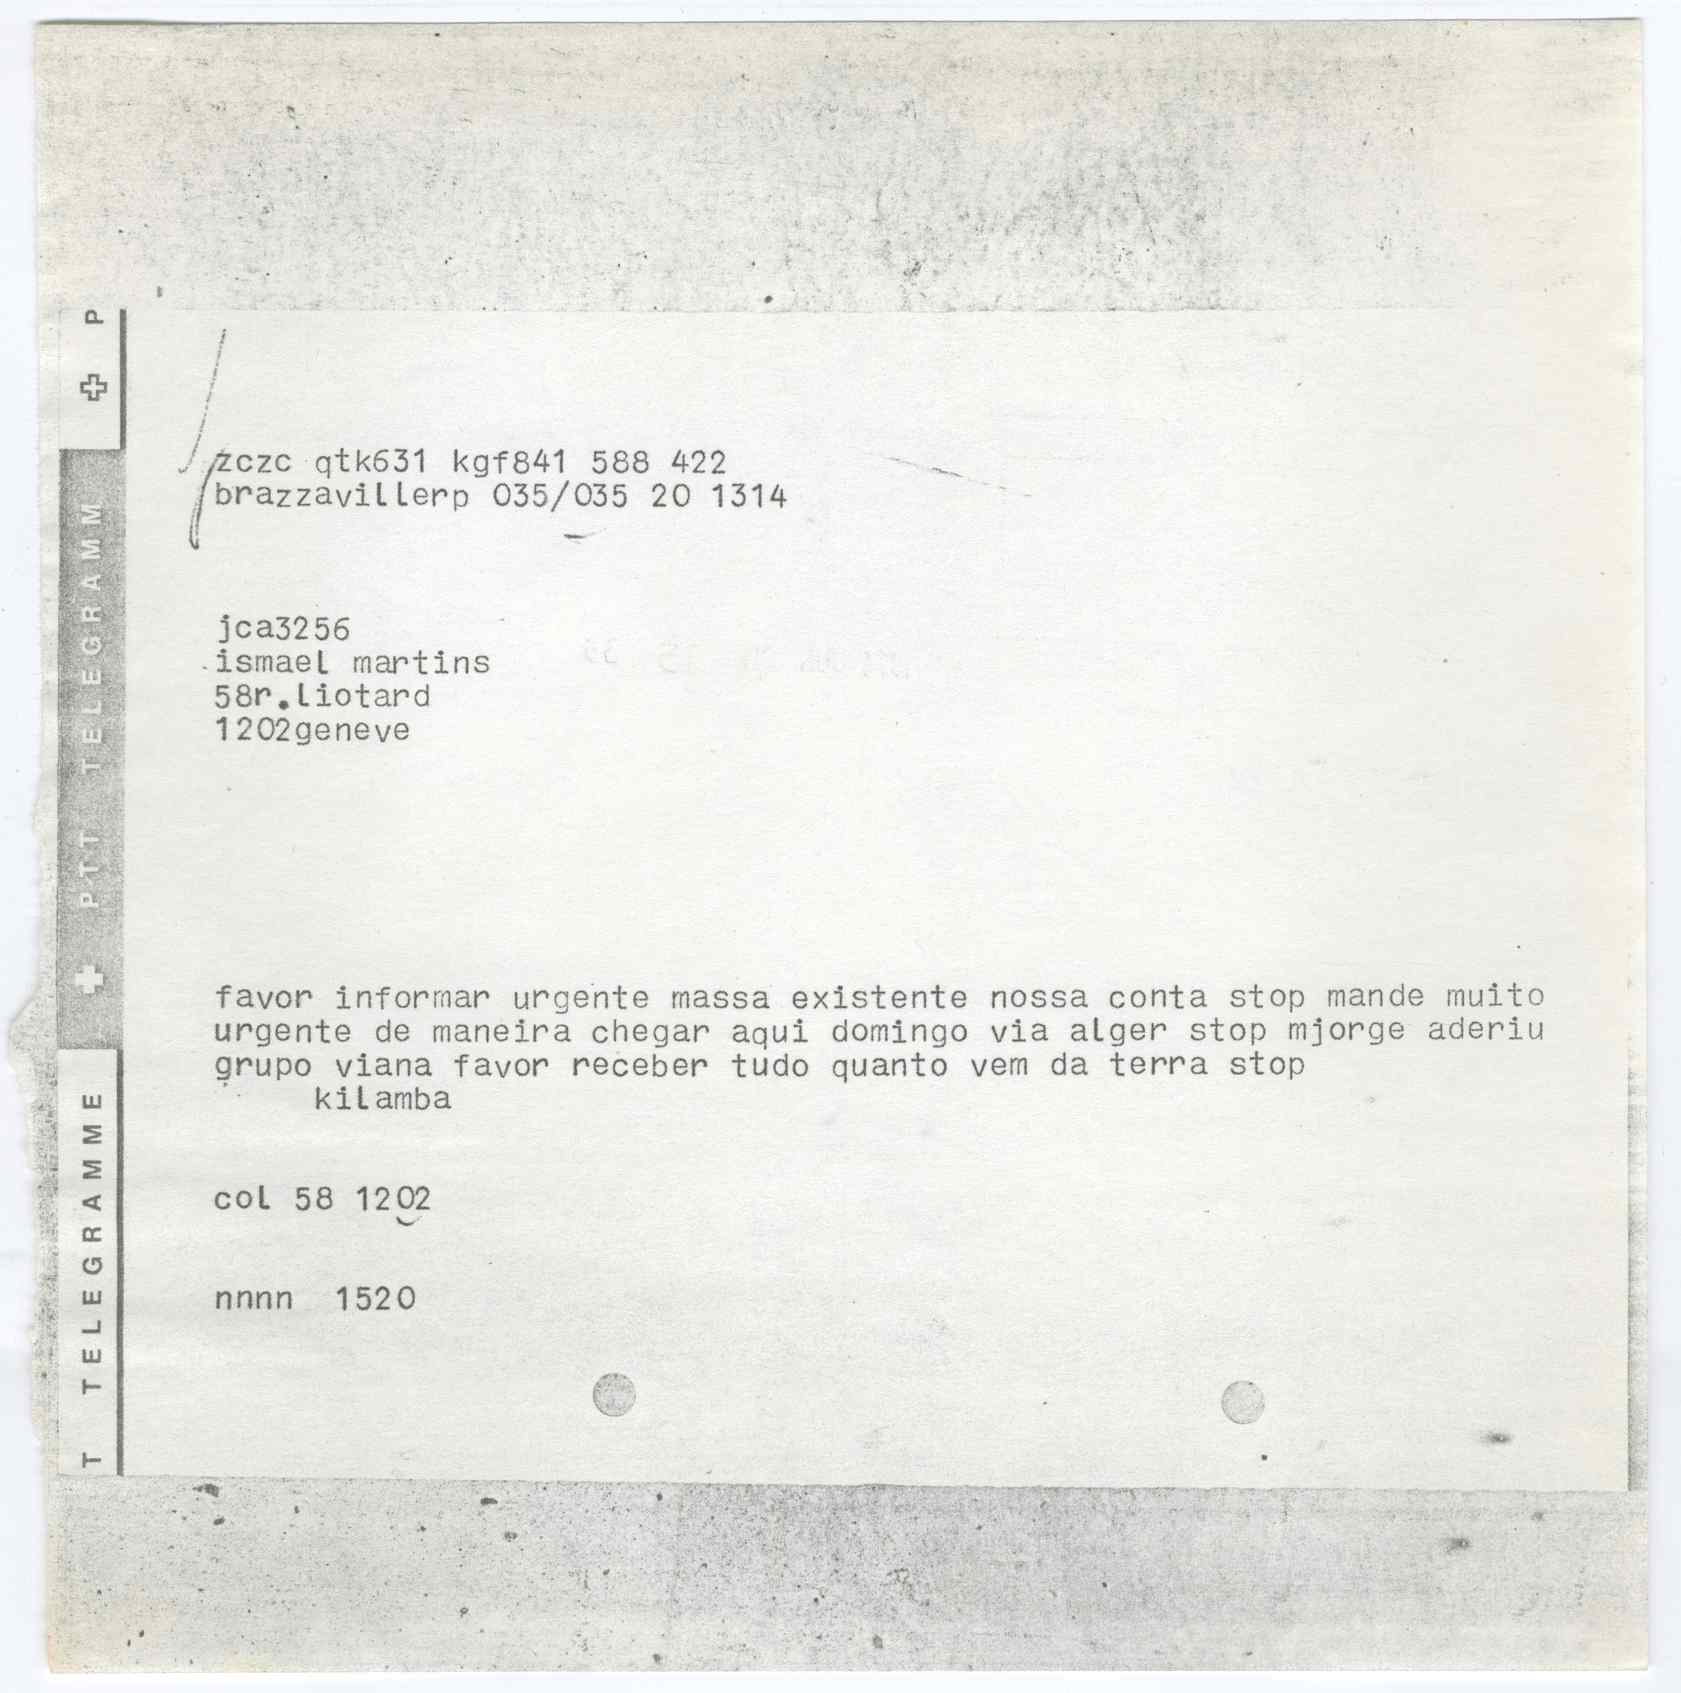 zczc qtk631 kgf841 588 422
brazzavillerp 035/035 20 1314
jca3256
ismael martins
58r.liotard
1202geneve
favor informar urgente massa existente nossa conta stop mande muito
urgente de maneira chegar aqui domingo via alger stop mjorge aderiu
grupo viana favor receber tudo quanto vem da terra stop
kilamba
col 58 1202
nnnn 1520
T TELEGRAMME
PTT TELEGRAMM
P